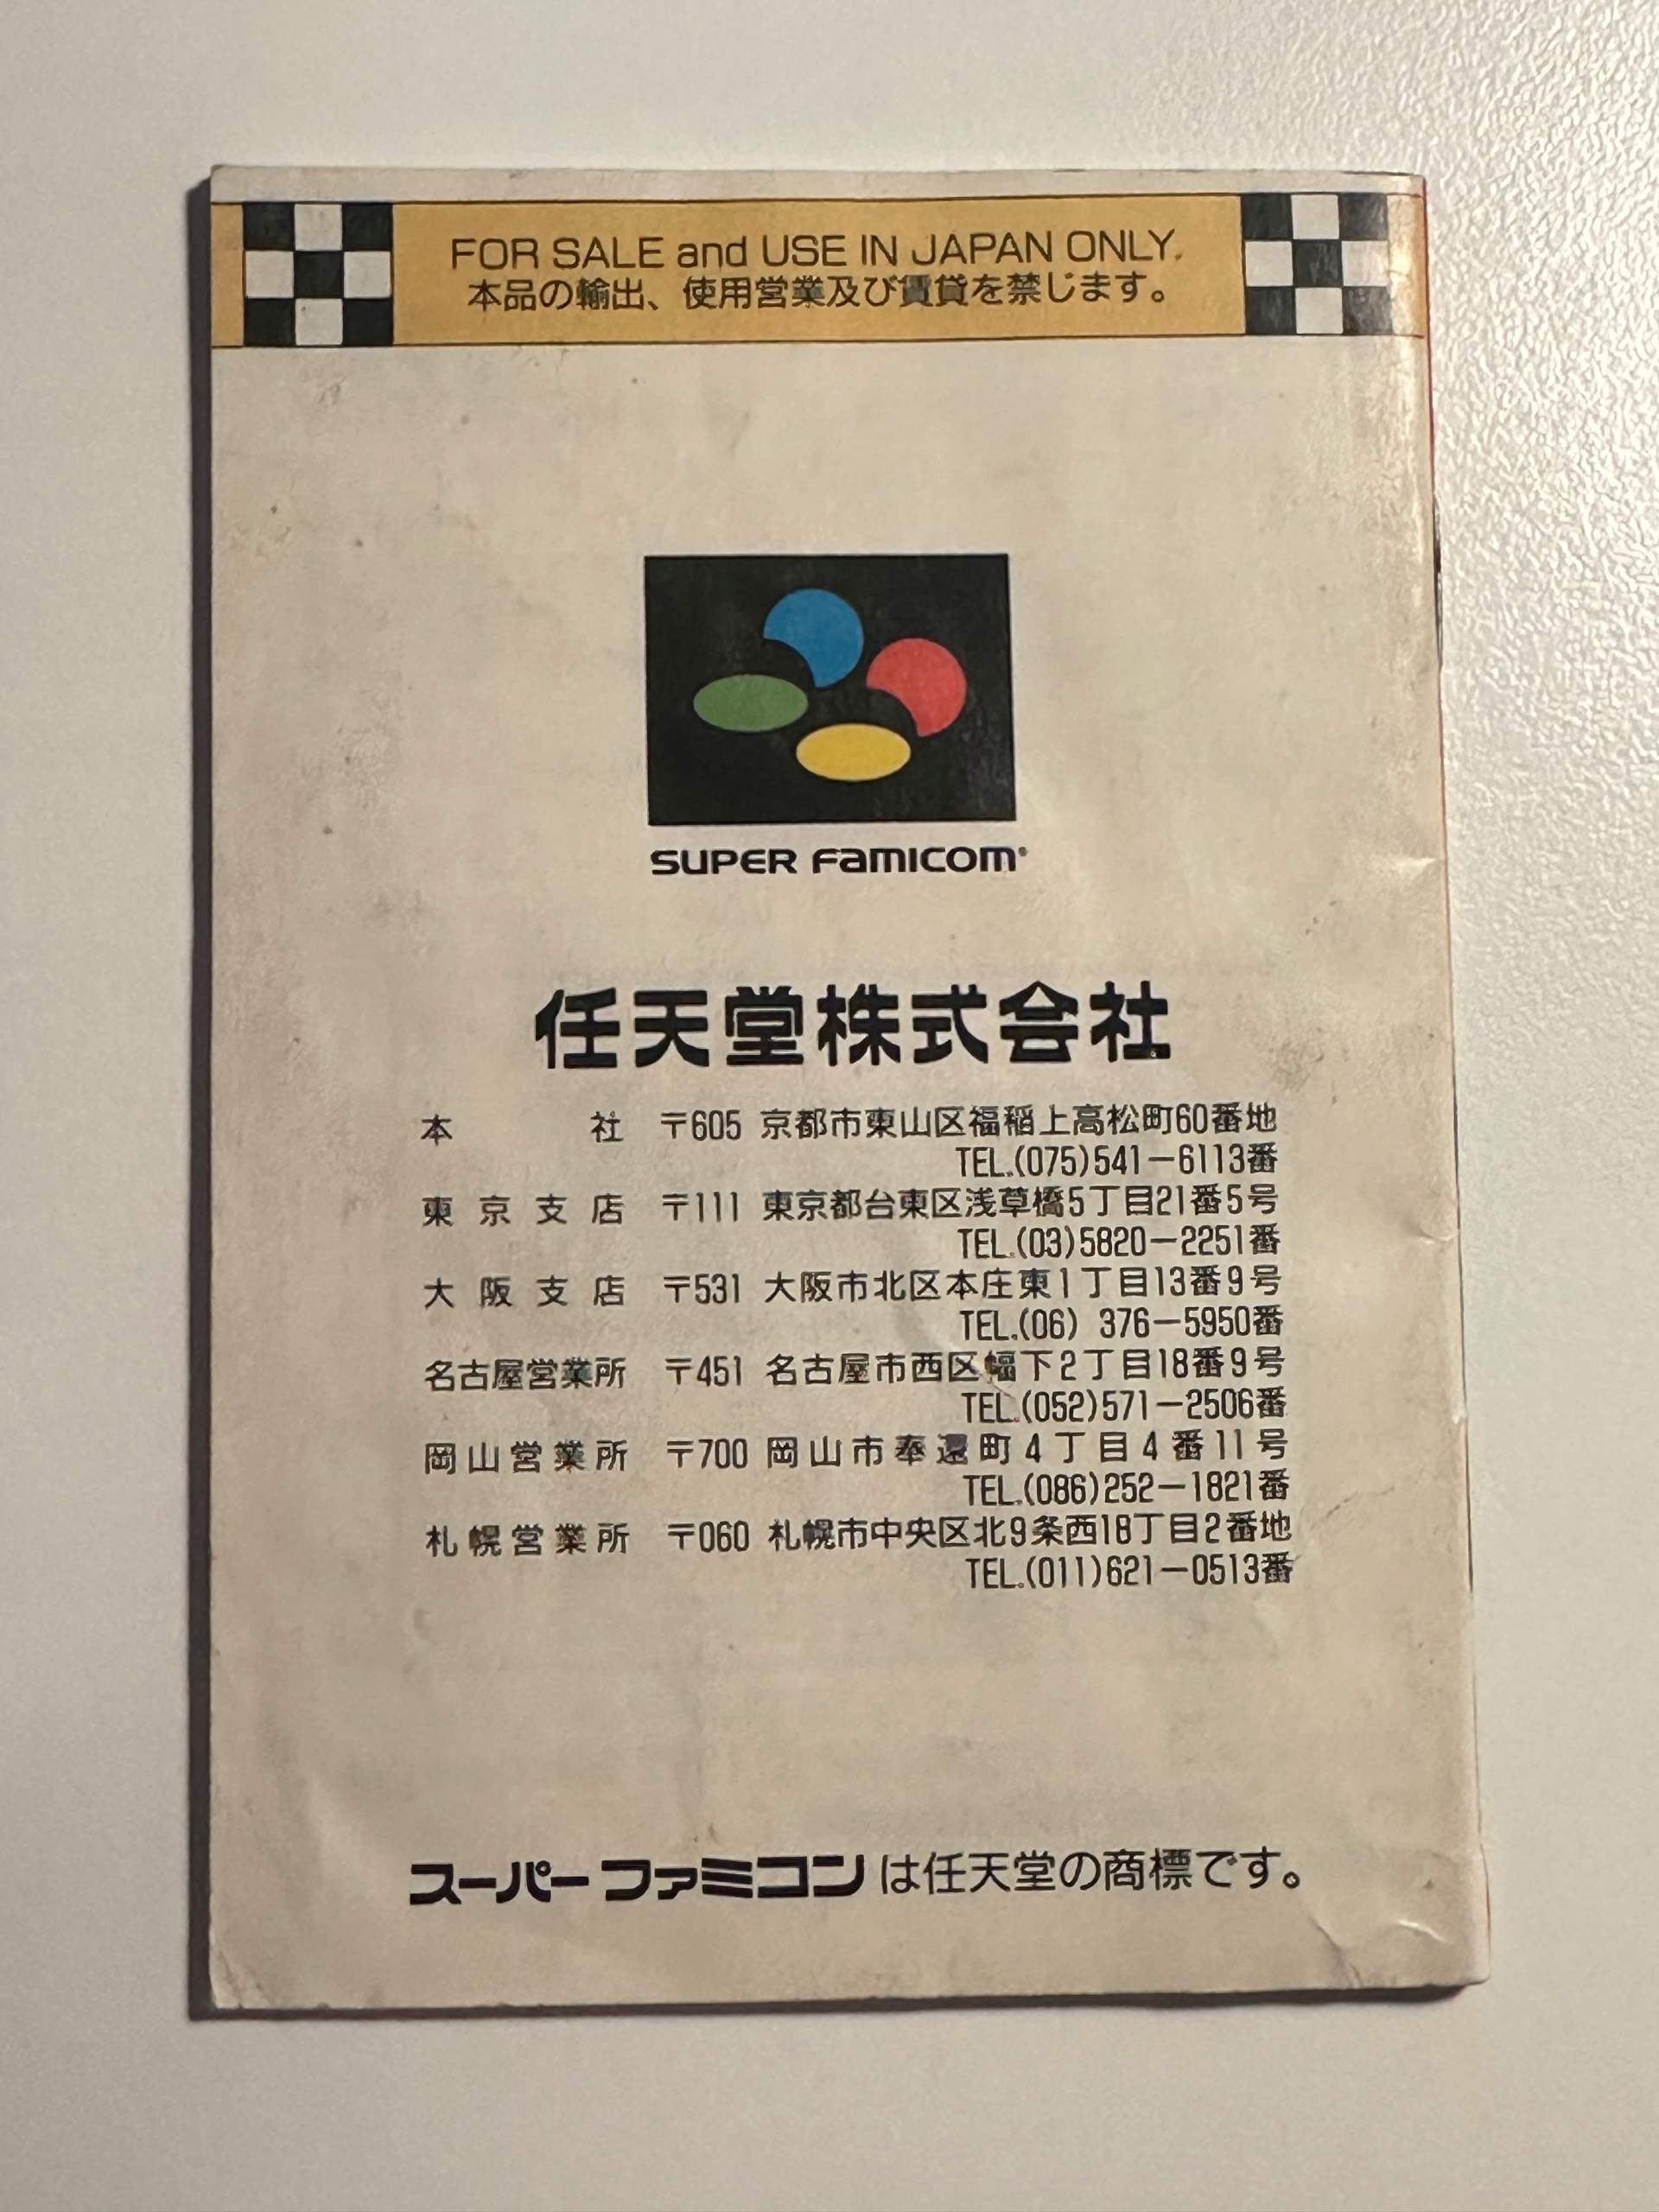 FOR SALE and USE IN JAPAN ONLY.
本品の輸出、使用営業及び賃貸を禁じます。
SUPER FamICOM®
任天堂株式会社
本社 〒605 京都市東山区福稲上高松町60番地
TEL.(075)541－6113番
東京支店 〒111 東京都台東区浅草橋5丁目21番5号
TEL.(03)5820－2251番
大阪支店 〒531 大阪市北区本庄東1丁目13番9号
TEL.(06) 376－5950番
名古屋営業所 〒451 名古屋市西区幅下2丁目18番9号
TEL.(052)571－2506番
岡山営業所 〒700 岡山市奉還町4丁目4番11号
TEL.(086)252－1821番
札幌営業所 〒060 札幌市中央区北9条西18丁目2番地
TEL.(011)621－0513番
スーパーファミコンは任天堂の商標です。